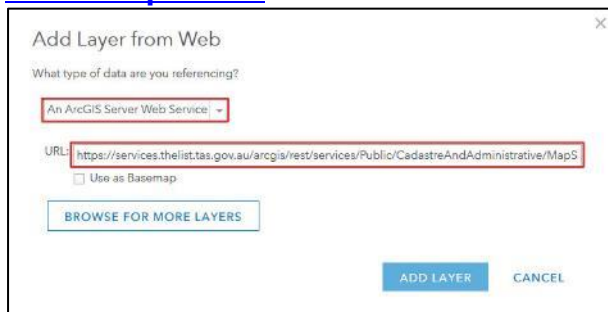 Add Layer from Web
What type of data are you referencing?
An ArcGIS Server Web Service
URL: https://services.thelist.tas.gov.au/arcgis/rest/services/Public/CadastreAndAdministrative/MapS
Use as Basemap
BROWSE FOR MORE LAYERS
ADD LAYER CANCEL